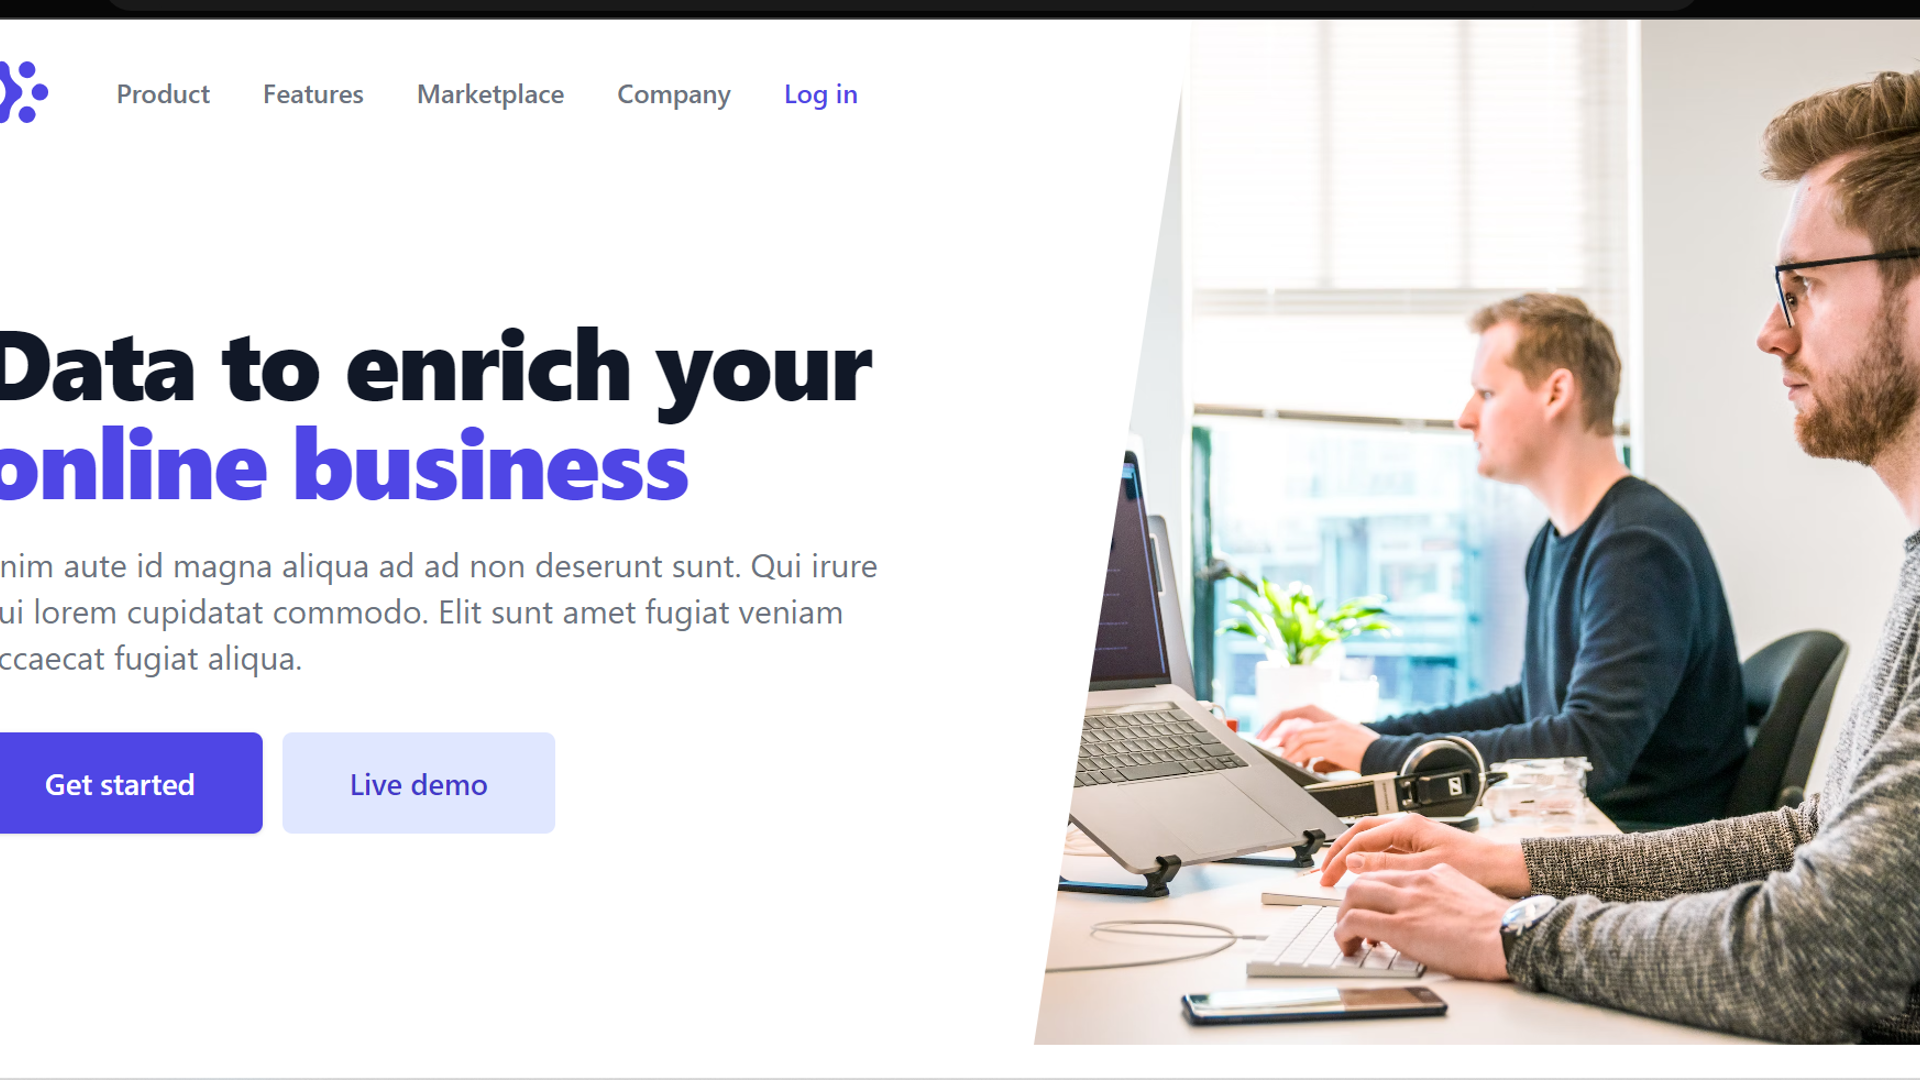 Product Features Marketplace Company Log in
Data to enrich your
online business
nim aute id magna aliqua ad ad non deserunt sunt. Qui irure
ui lorem cupidatat commodo. Elit sunt amet fugiat veniam
ccaecat fugiat aliqua.
Get started Live demo